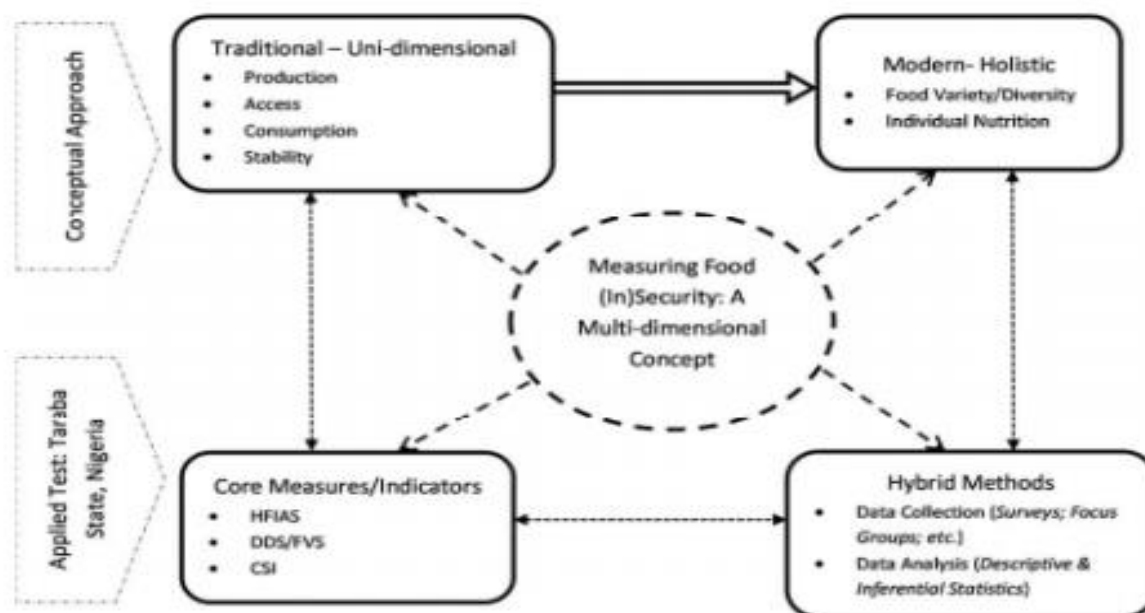 Conceptual Approach
Traditional – Uni-dimensional
• Production
• Access
• Consumption
• Stability
Modern- Holistic
• Food Variety/Diversity
• Individual Nutrition
Measuring Food
(In)Security: A
Multi-dimensional
Concept
Applied Test: Taraba
State, Nigeria
Core Measures/Indicators
• HFIAS
• DDS/FVS
• CSI
Hybrid Methods
• Data Collection (Surveys; Focus
Groups; etc.)
• Data Analysis (Descriptive &
Inferential Statistics)